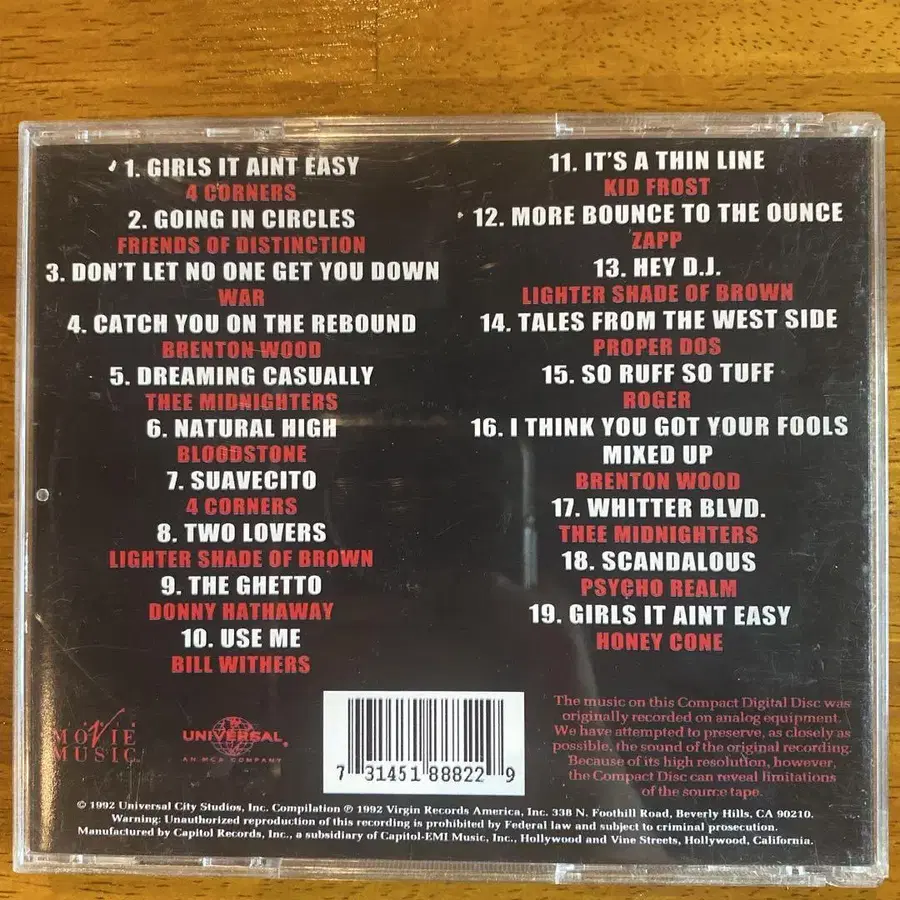 1. GIRLS IT AINT EASY
4 CORNERS
2. GOING IN CIRCLES
FRIENDS OF DISTINCTION
3. DON'T LET NO ONE GET YOU DOWN
WAR
4. CATCH YOU ON THE REBOUND
BRENTON WOOD
5. DREAMING CASUALLY
THEE MIDNIGHTERS
6. NATURAL HIGH
BLOODSTONE
7. SUAVECITO
4 CORNERS
8. TWO LOVERS
LIGHTER SHADE OF BROWN
9. THE GHETTO
DONNY HATHAWAY
10. USE ME
BILL WITHERS
11. IT'S A THIN LINE
KID FROST
12. MORE BOUNCE TO THE OUNCE
ZAPP
13. HEY D.J.
LIGHTER SHADE OF BROWN
14. TALES FROM THE WEST SIDE
PROPER DOS
15. SO RUFF SO TUFF
ROGER
16. I THINK YOU GOT YOUR FOOLS
MIXED UP
BRENTON WOOD
17. WHITTER BLVD.
THEE MIDNIGHTERS
18. SCANDALOUS
PSYCHO REALM
19. GIRLS IT AINT EASY
HONEY CONE
MOVIE
MUSIC
UNIVERSAL
AN MCA COMPANY
7 31451 88822 9
The music on this Compact Digital Disc was
originally recorded on analog equipment.
We have attempted to preserve, as closely as
possible, the sound of the original recording.
Because of its high resolution, however,
the Compact Disc can reveal limitations
of the source tape.
© 1992 Universal City Studios, Inc. Compilation ℗ 1992 Virgin Records America, Inc. 338 N. Foothill Road, Beverly Hills, CA 90210.
Warning: Unauthorized reproduction of this recording is prohibited by Federal law and subject to criminal prosecution.
Manufactured by Capitol Records, Inc., a subsidiary of Capitol-EMI Music, Inc., Hollywood and Vine Streets, Hollywood, California.